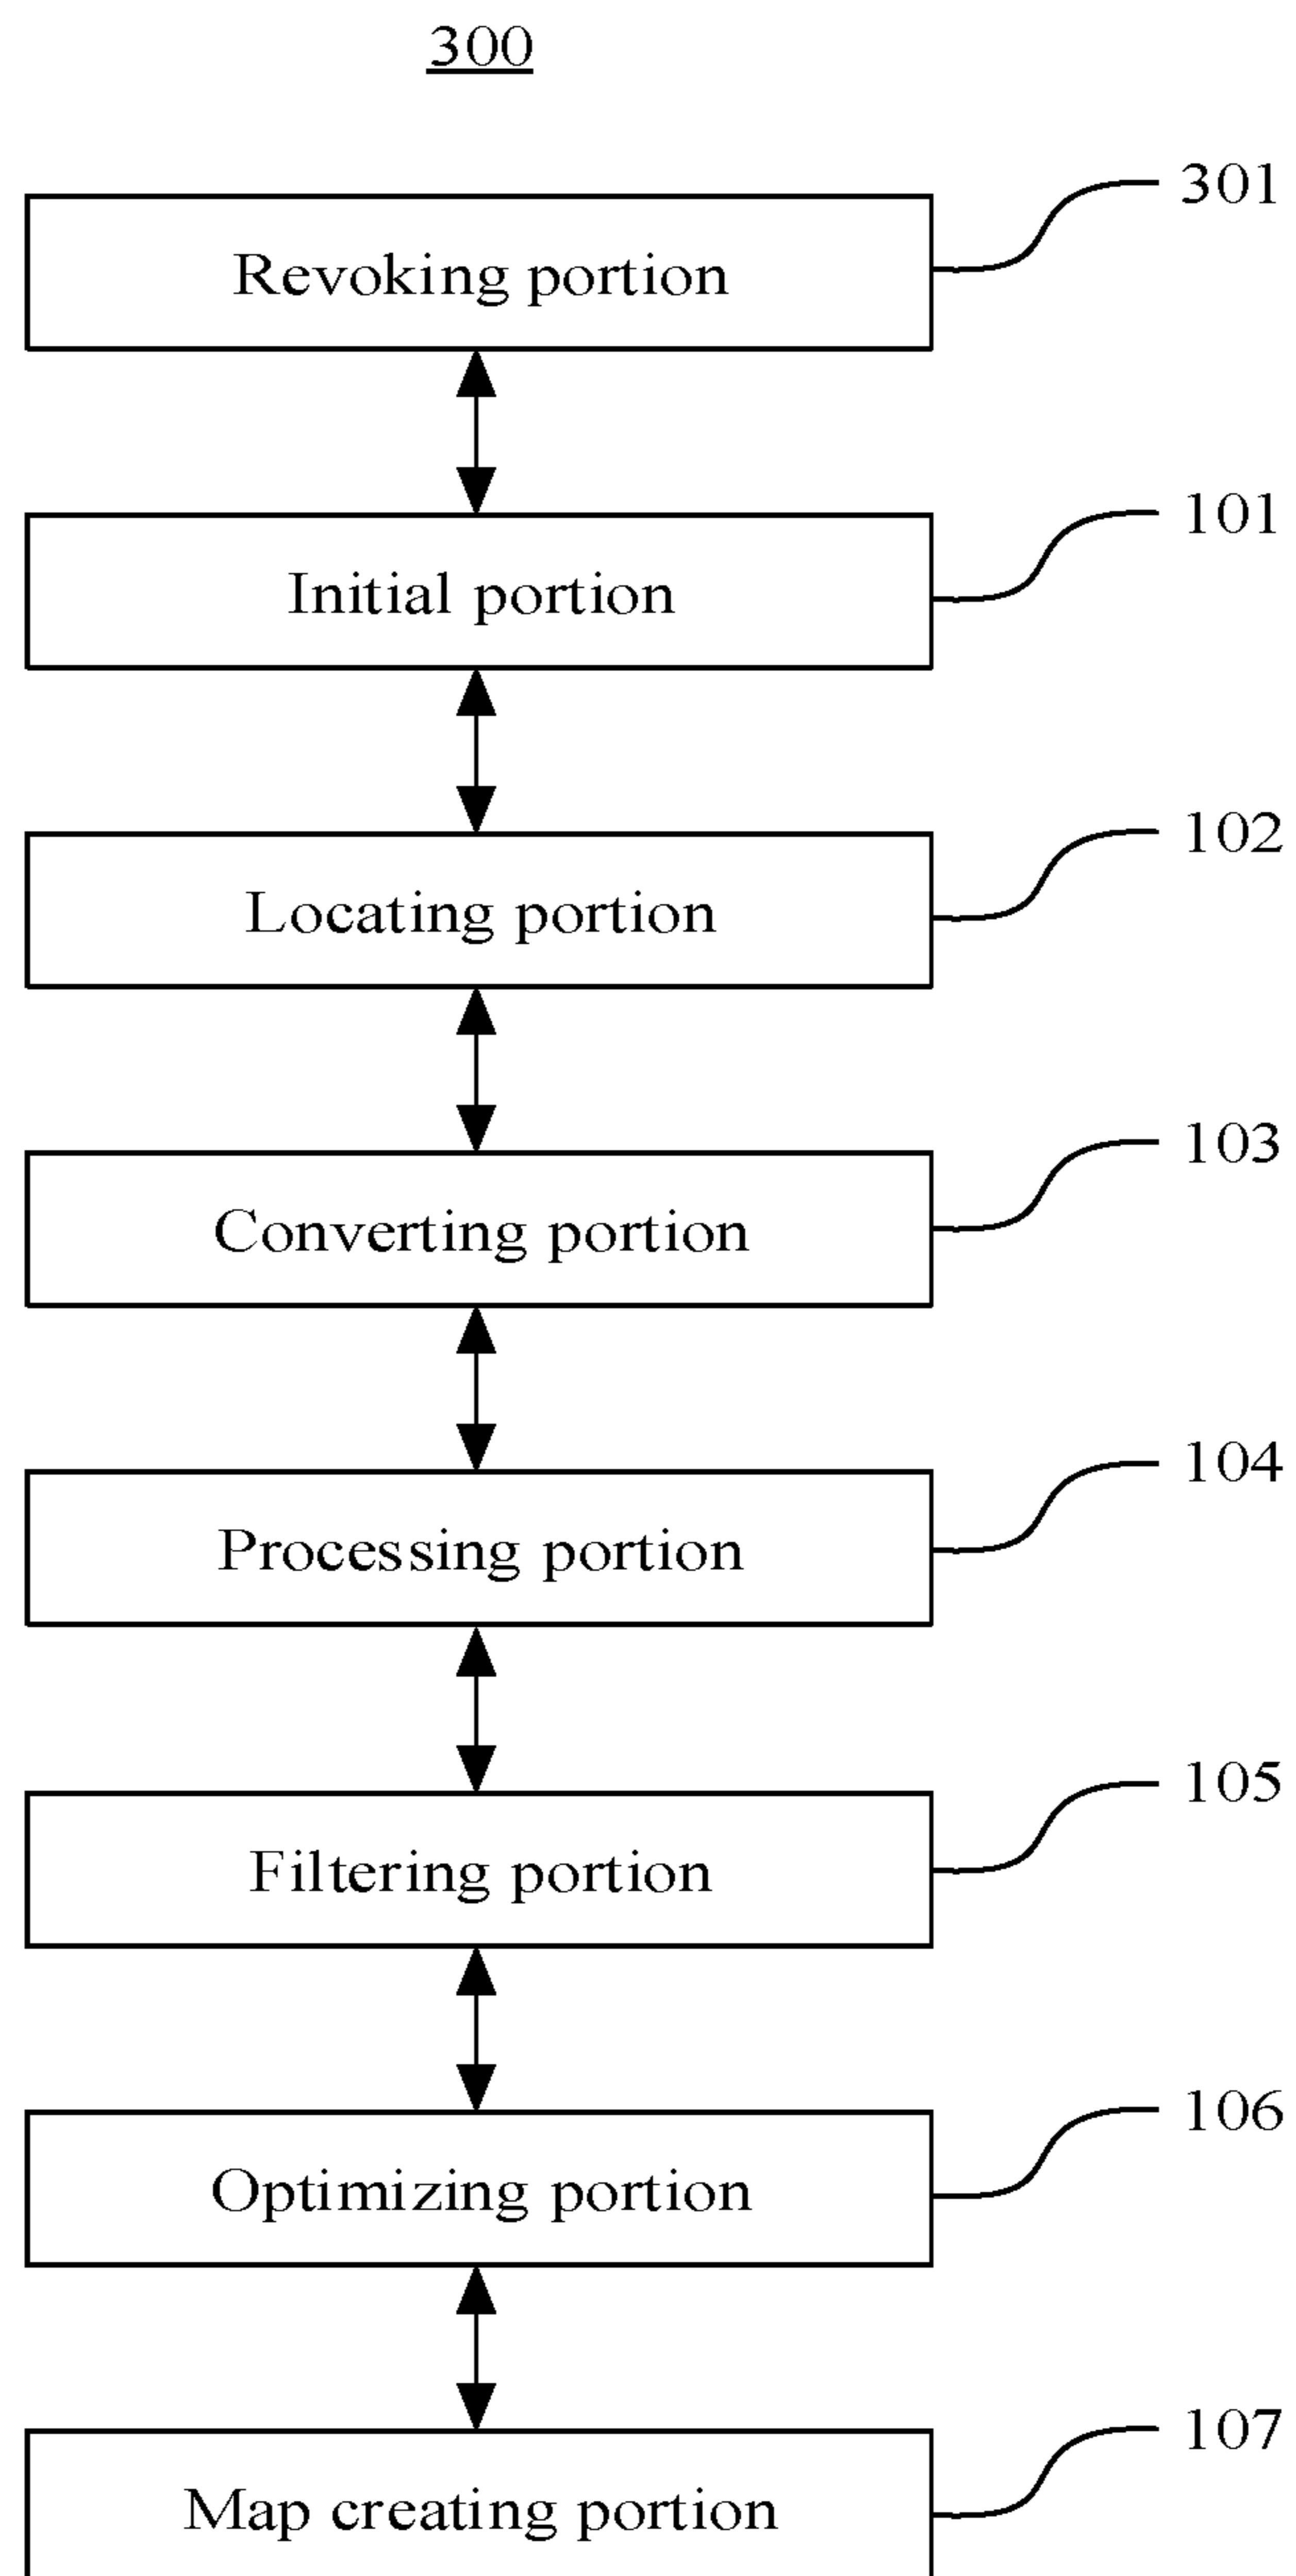 300
301
Revoking portion
101
Initial portion
102
Locating portion
103
Converting portion
104
Processing portion
105
Filtering portion
106
Optimizing portion
107
Map creating portion